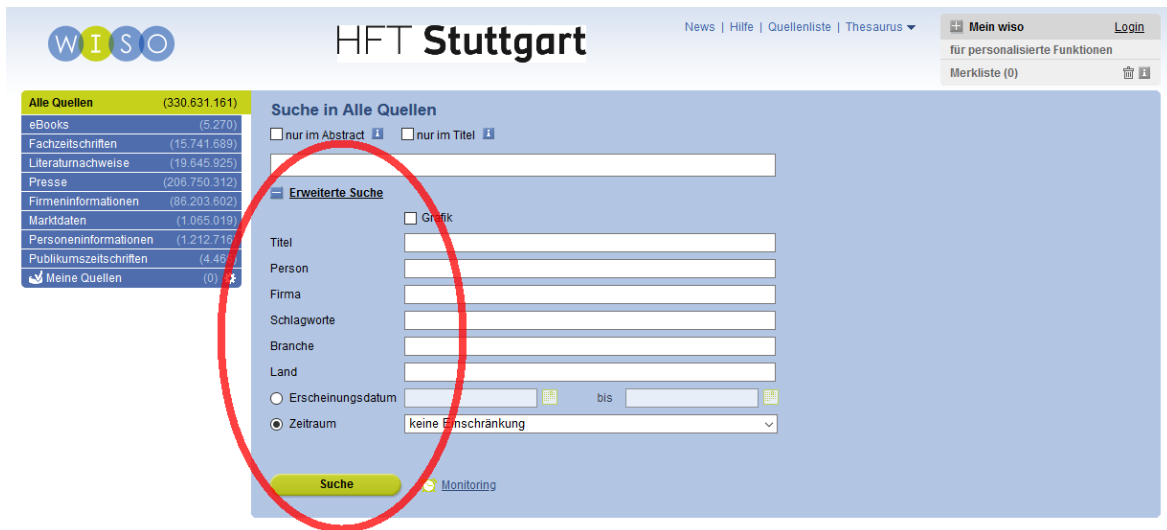 WISO
HFT Stuttgart
News | Hilfe | Quellenliste | Thesaurus
Mein wiso Login
für personalisierte Funktionen
Merkliste (0)
Alle Quellen (330.631.161)
eBooks (5.270)
Fachzeitschriften (15.741.689)
Literaturnachweise (19.645.925)
Presse (206.750.312)
Firmeninformationen (86.203.602)
Marktdaten (1.065.019)
Personeninformationen (1.212.716)
Publikumszeitschriften
Meine Quellen (0)
Suche in Alle Quellen
nur im Abstract i nur im Titel i
Erweiterte Suche
Grafik
Titel
Person
Firma
Schlagworte
Branche
Land
Erscheinungsdatum bis
Zeitraum keine Einschränkung
Suche Monitoring